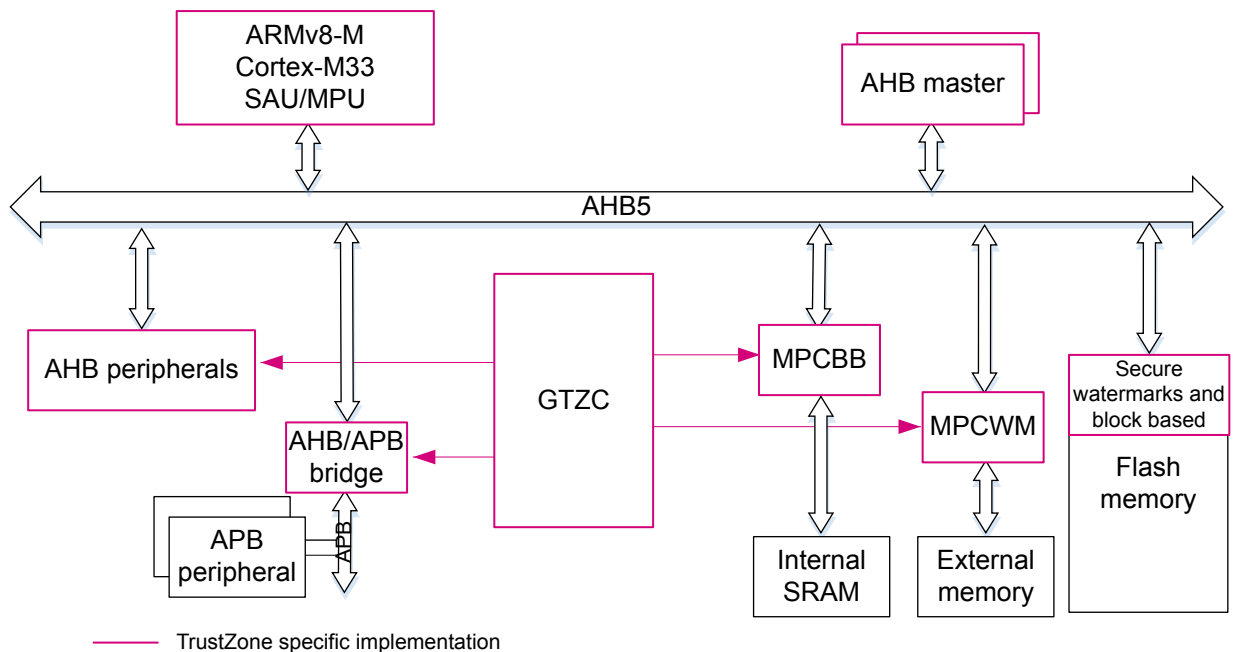 ARMv8-M
Cortex-M33
SAU/MPU
AHB master
AHB5
AHB peripherals
GTZC
MPCBB
Secure
watermarks and
block based
MPCWM
AHB/APB
bridge
Flash
memory
APB
APB
peripheral
Internal
SRAM
External
memory
TrustZone specific implementation